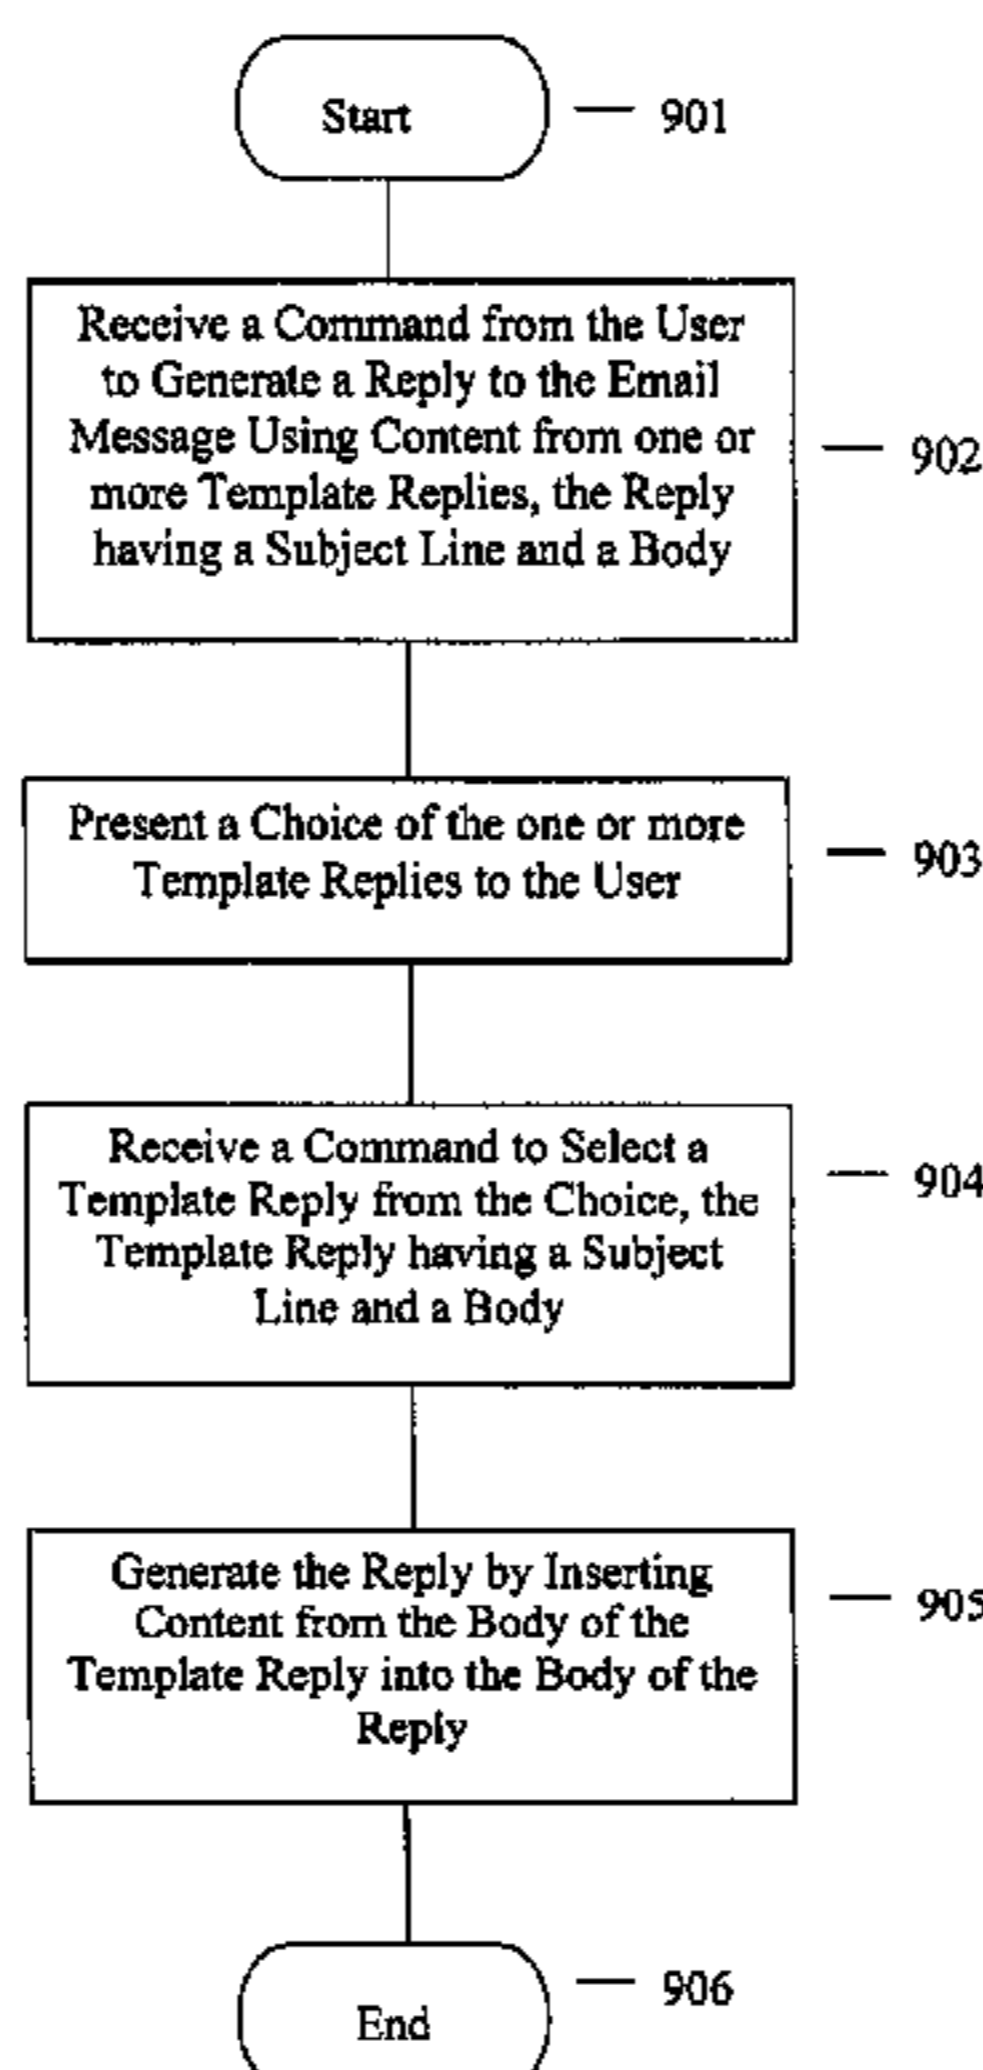 Start
901
Receive a Command from the User
to Generate a Reply to the Email
Message Using Content from one or
more Template Replies, the Reply
having a Subject Line and a Body
902
Present a Choice of the one or more
Template Replies to the User
903
Receive a Command to Select a
Template Reply from the Choice, the
Template Reply having a Subject
Line and a Body
904
Generate the Reply by Inserting
Content from the Body of the
Template Reply into the Body of the
Reply
905
End
906